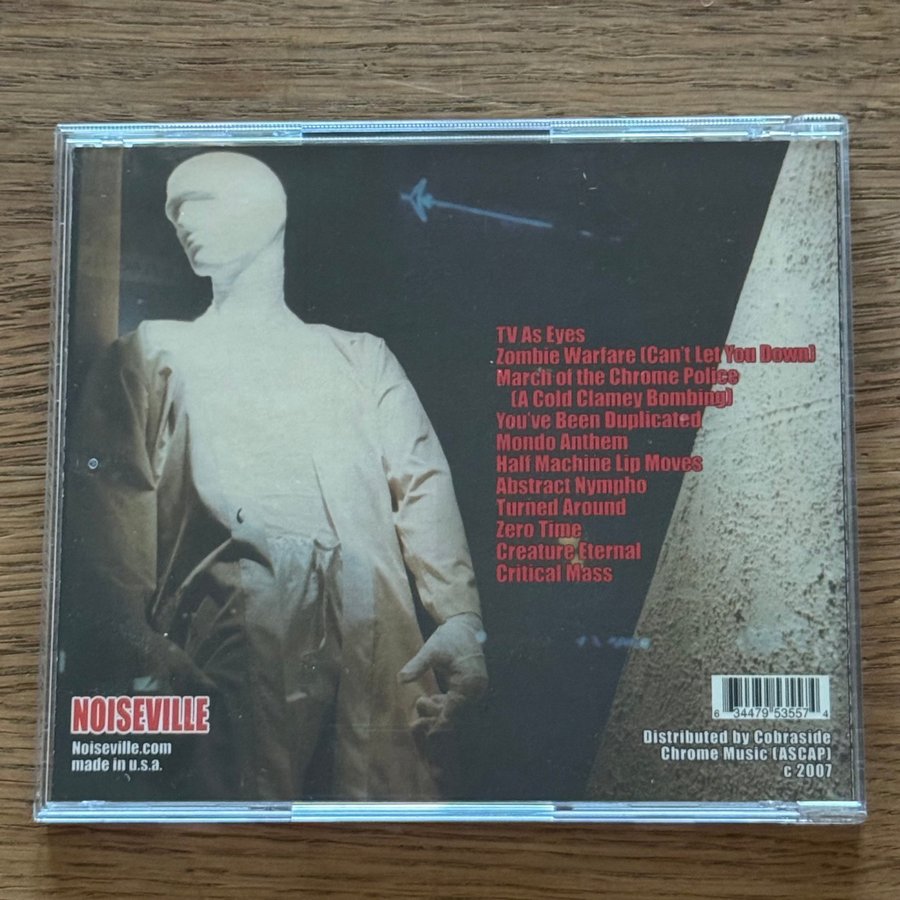 TV As Eyes
Zombie Warfare (Can't Let You Down)
March of the Chrome Police
(A Cold Clamey Bombing)
You've Been Duplicated
Mondo Anthem
Half Machine Lip Moves
Abstract Nympho
Turned Around
Zero Time
Creature Eternal
Critical Mass
NOISEVILLE
Noiseville.com
made in u.s.a.
6 34479 53557 4
Distributed by Cobraside
Chrome Music (ASCAP)
c 2007